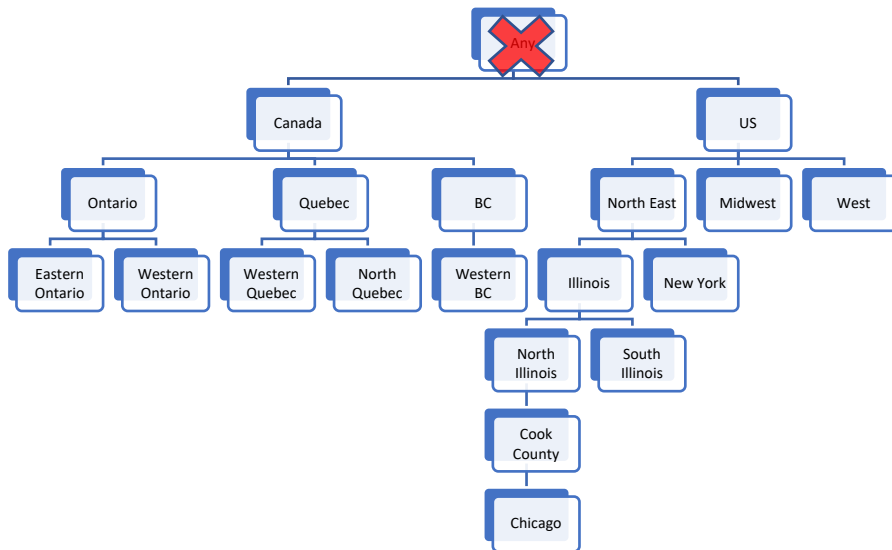 Any
Canada
US
Ontario
Quebec
BC
North East
Midwest
West
Eastern
Ontario
Western
Ontario
Western
Quebec
North
Quebec
Western
BC
Illinois
New York
North
Illinois
South
Illinois
Cook
County
Chicago